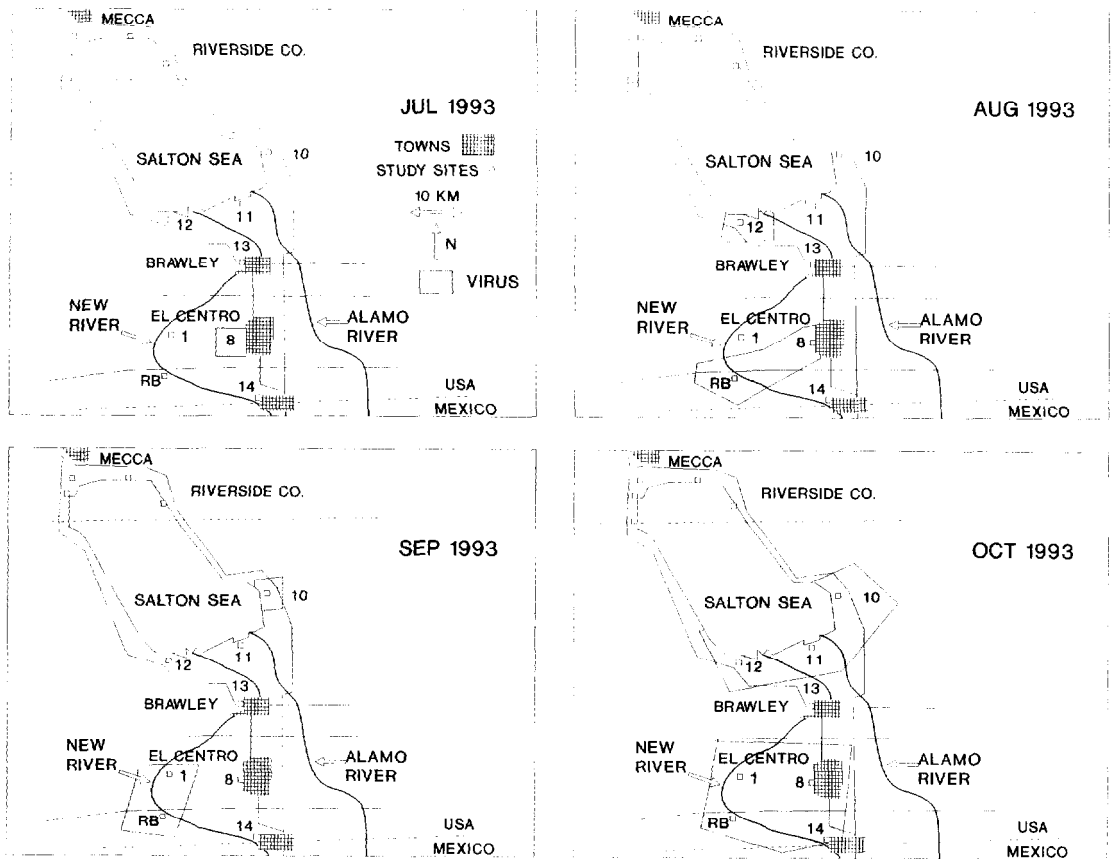 MECCA
RIVERSIDE CO.
JUL 1993
TOWNS
STUDY SITES
SALTON SEA
10
10 KM
11
12
N
13
BRAWLEY
VIRUS
NEW
RIVER
EL CENTRO
1
8
ALAMO
RIVER
RB
14
USA
MEXICO
MECCA
RIVERSIDE CO.
AUG 1993
SALTON SEA
10
11
12
13
BRAWLEY
NEW
RIVER
EL CENTRO
1
8
ALAMO
RIVER
RB
14
USA
MEXICO
MECCA
RIVERSIDE CO.
SEP 1993
SALTON SEA
10
11
12
13
BRAWLEY
NEW
RIVER
EL CENTRO
1
8
ALAMO
RIVER
RB
14
USA
MEXICO
MECCA
RIVERSIDE CO.
OCT 1993
SALTON SEA
10
11
12
13
BRAWLEY
NEW
RIVER
EL CENTRO
1
8
ALAMO
RIVER
RB
14
USA
MEXICO